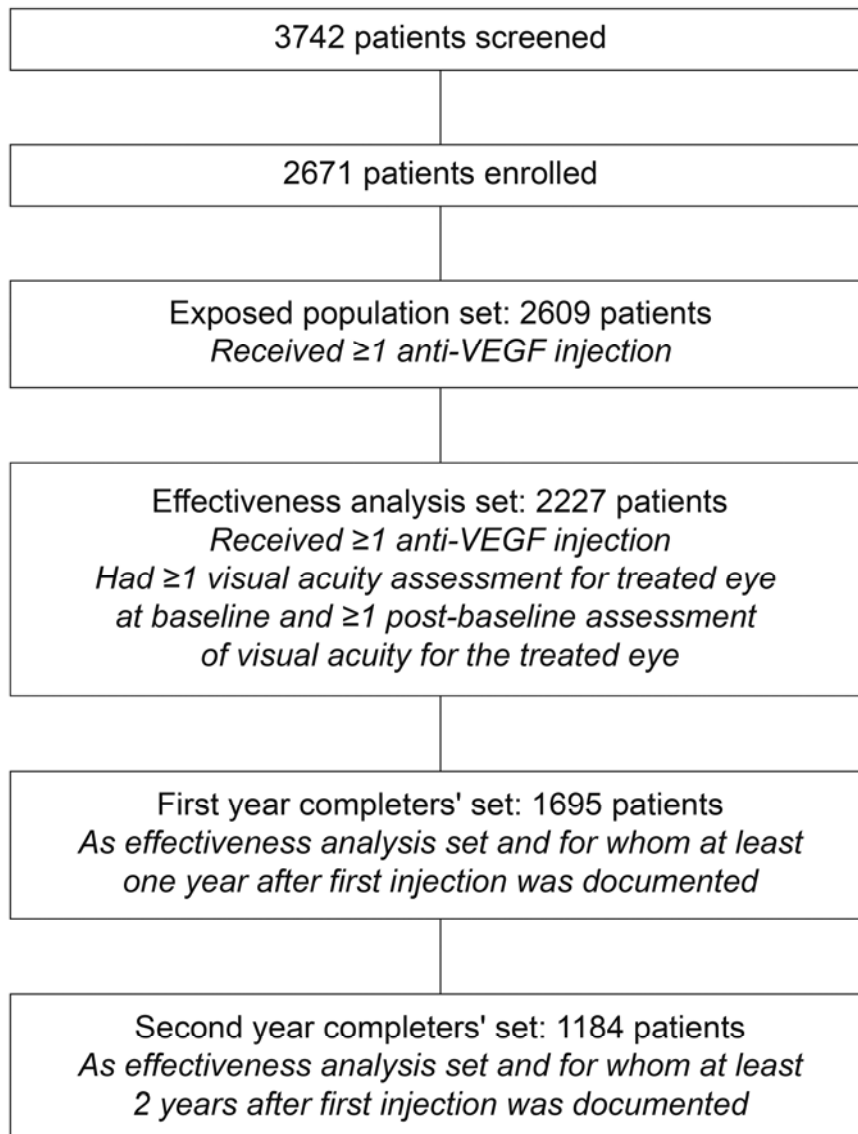 3742 patients screened
2671 patients enrolled
Exposed population set: 2609 patients
Received ≥1 anti-VEGF injection
Effectiveness analysis set: 2227 patients
Received ≥1 anti-VEGF injection
Had ≥1 visual acuity assessment for treated eye
at baseline and ≥1 post-baseline assessment
of visual acuity for the treated eye
First year completers' set: 1695 patients
As effectiveness analysis set and for whom at least
one year after first injection was documented
Second year completers' set: 1184 patients
As effectiveness analysis set and for whom at least
2 years after first injection was documented